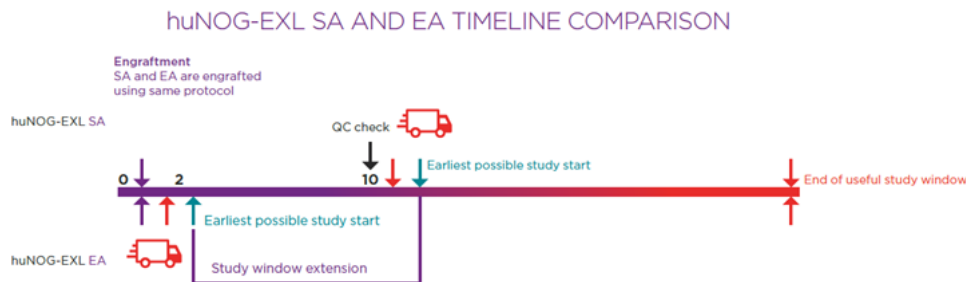 huNOG-EXL SA AND EA TIMELINE COMPARISON
Engraftment
SA and EA are engrafted
using same protocol
huNOG-EXL SA
QC check
Earliest possible study start
0
2
10
End of useful study window
Earliest possible study start
huNOG-EXL EA
Study window extension